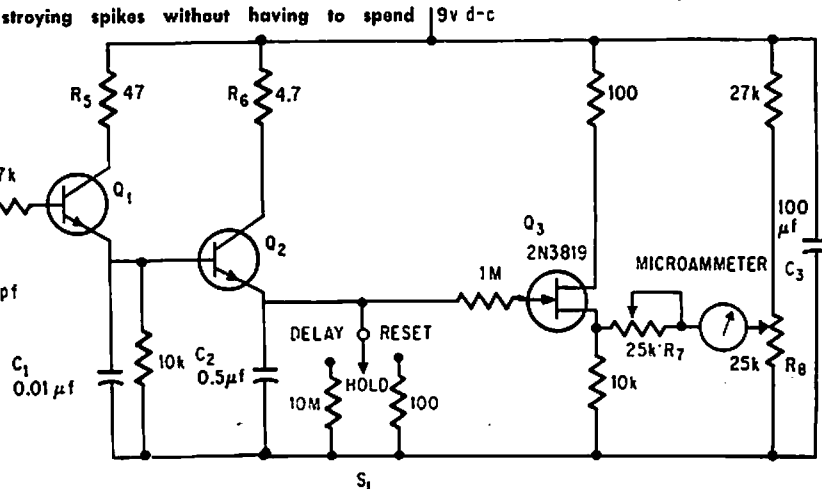 stroying spikes without having to spend
9v d-c
R5 47
R6 4.7
100
27k
7k
Q1
Q2
Q3
2N3819
100 μf
C3
1M
MICROAMMETER
pf
DELAY RESET
HOLD
C1
0.01 μf
10k
C2
0.5μf
10M
100
25k R7
10k
25k
R8
S1